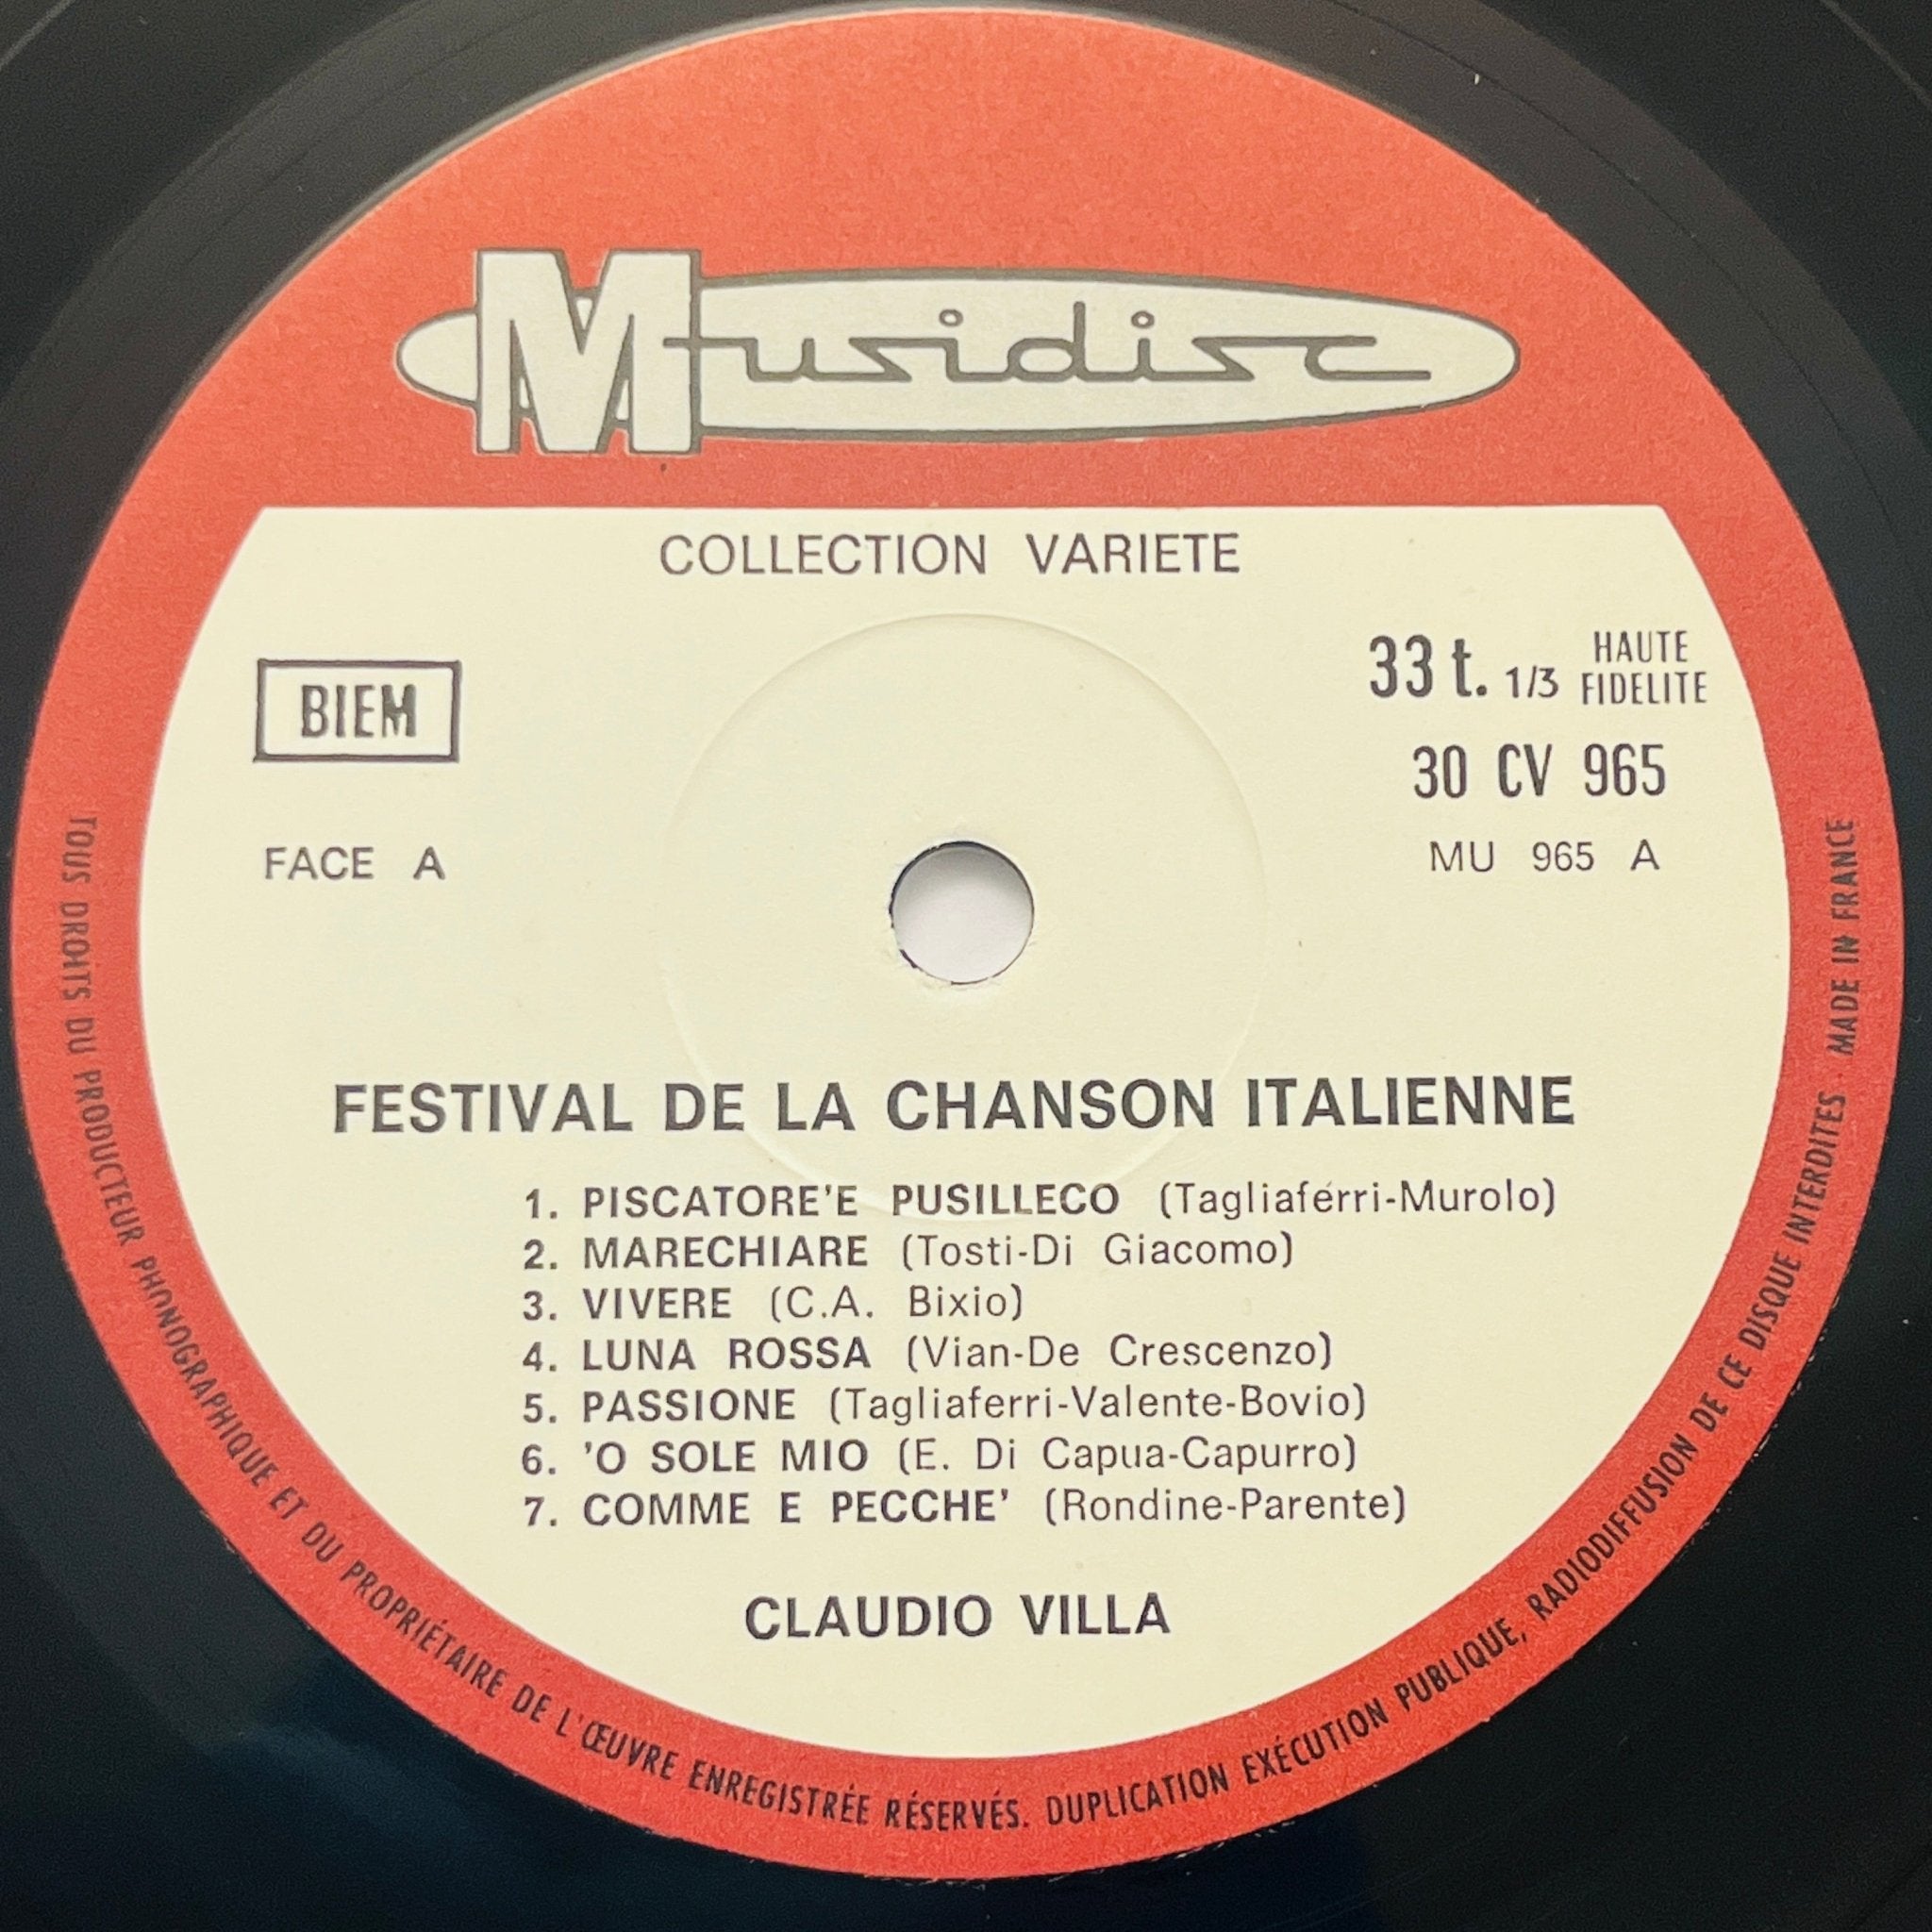 Musidisc
COLLECTION VARIETE
BIEM
33 t. 1/3 HAUTE FIDELITE
30 CV 965
FACE A
MU 965 A
FESTIVAL DE LA CHANSON ITALIENNE
1. PISCATORE'E PUSILLECO (Tagliaférri-Murolo)
2. MARECHIARE (Tosti-Di Giacomo)
3. VIVERE (C.A. Bixio)
4. LUNA ROSSA (Vian-De Crescenzo)
5. PASSIONE (Tagliaferri-Valente-Bovio)
6. 'O SOLE MIO (E. Di Capua-Capurro)
7. COMME E PECCHE' (Rondine-Parente)
CLAUDIO VILLA
TOUS DROITS DU PRODUCTEUR PHONOGRAPHIQUE ET DU PROPRIÉTAIRE DE L'ŒUVRE ENREGISTRÉE RÉSERVÉS. DUPLICATION EXÉCUTION PUBLIQUE, RADIODIFFUSION DE CE DISQUE INTERDITES. MADE IN FRANCE